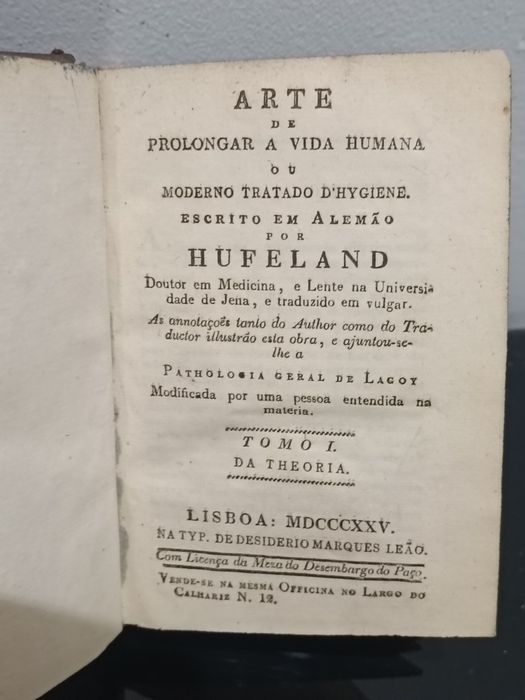 ARTE
DE
PROLONGAR A VIDA HUMANA
OU
MODERNO TRATADO D'HYGIENE.
ESCRITO EM ALEMÃO
POR
HUFELAND
Doutor em Medicina, e Lente na Universi-
dade de Jena, e traduzido em vulgar.
As annotaçoẽs tanto do Author como do Tra-
ductor illustrão esta obra, e ajuntou-se-
lhe a
PATHOLOGIA GERAL DE LAGOY
Modificada por uma pessoa entendida na
materia.
TOMO I.
DA THEORIA.
LISBOA: MDCCCXXV.
NA TYP. DE DESIDERIO MARQUES LEÃO.
Com Licença da Meza do Desembargo do Paço.
VENDE-SE NA MESMA OFFICINA NO LARGO DO
CALHARIZ N. 12.